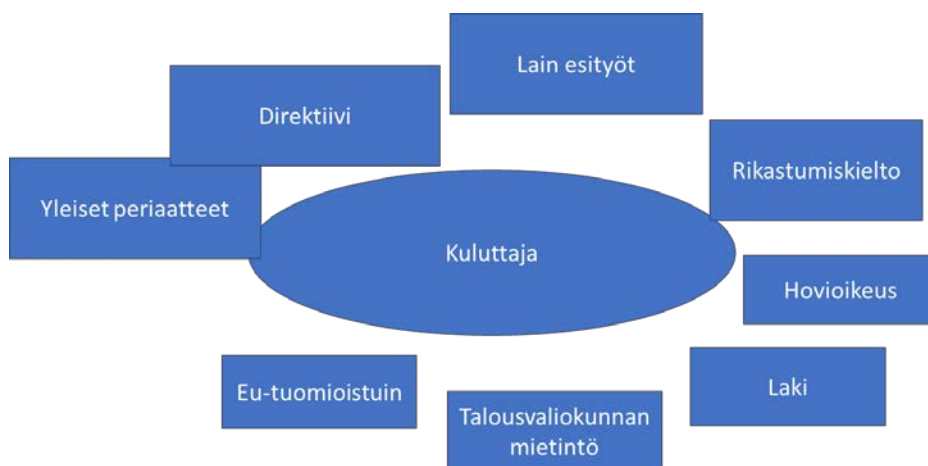 Lain esityöt
Direktiivi
Rikastumiskielto
Yleiset periaatteet
Kuluttaja
Hovioikeus
Eu-tuomioistuin
Laki
Talousvaliokunnan
mietintö